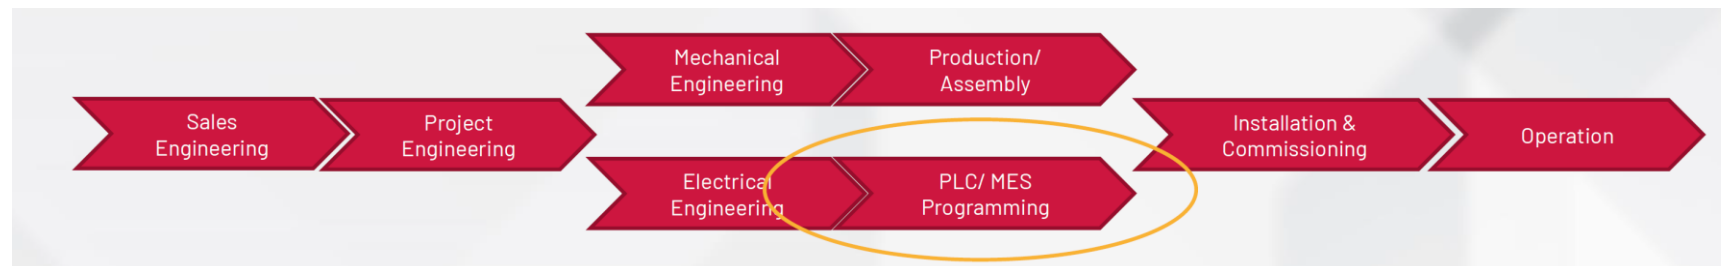 Sales
Engineering
Project
Engineering
Mechanical
Engineering
Production/
Assembly
Electrical
Engineering
PLC/ MES
Programming
Installation &
Commissioning
Operation